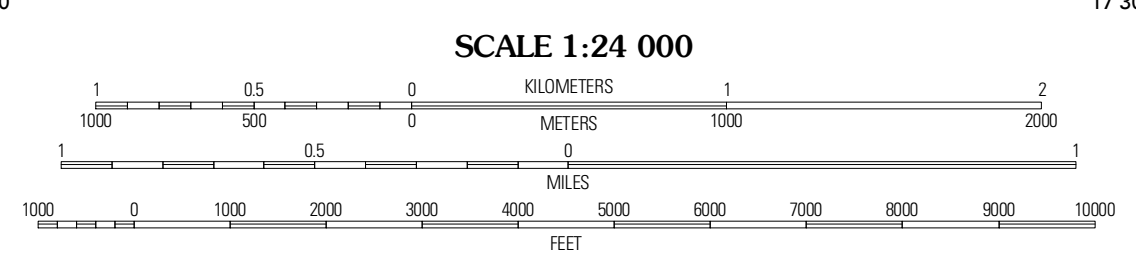 SCALE 1:24 000
1 0.5 0 KILOMETERS 1 2
1000 500 0 METERS 1000 2000
1 0.5 0 1
MILES
1000 0 1000 2000 3000 4000 5000 6000 7000 8000 9000 10000
FEET